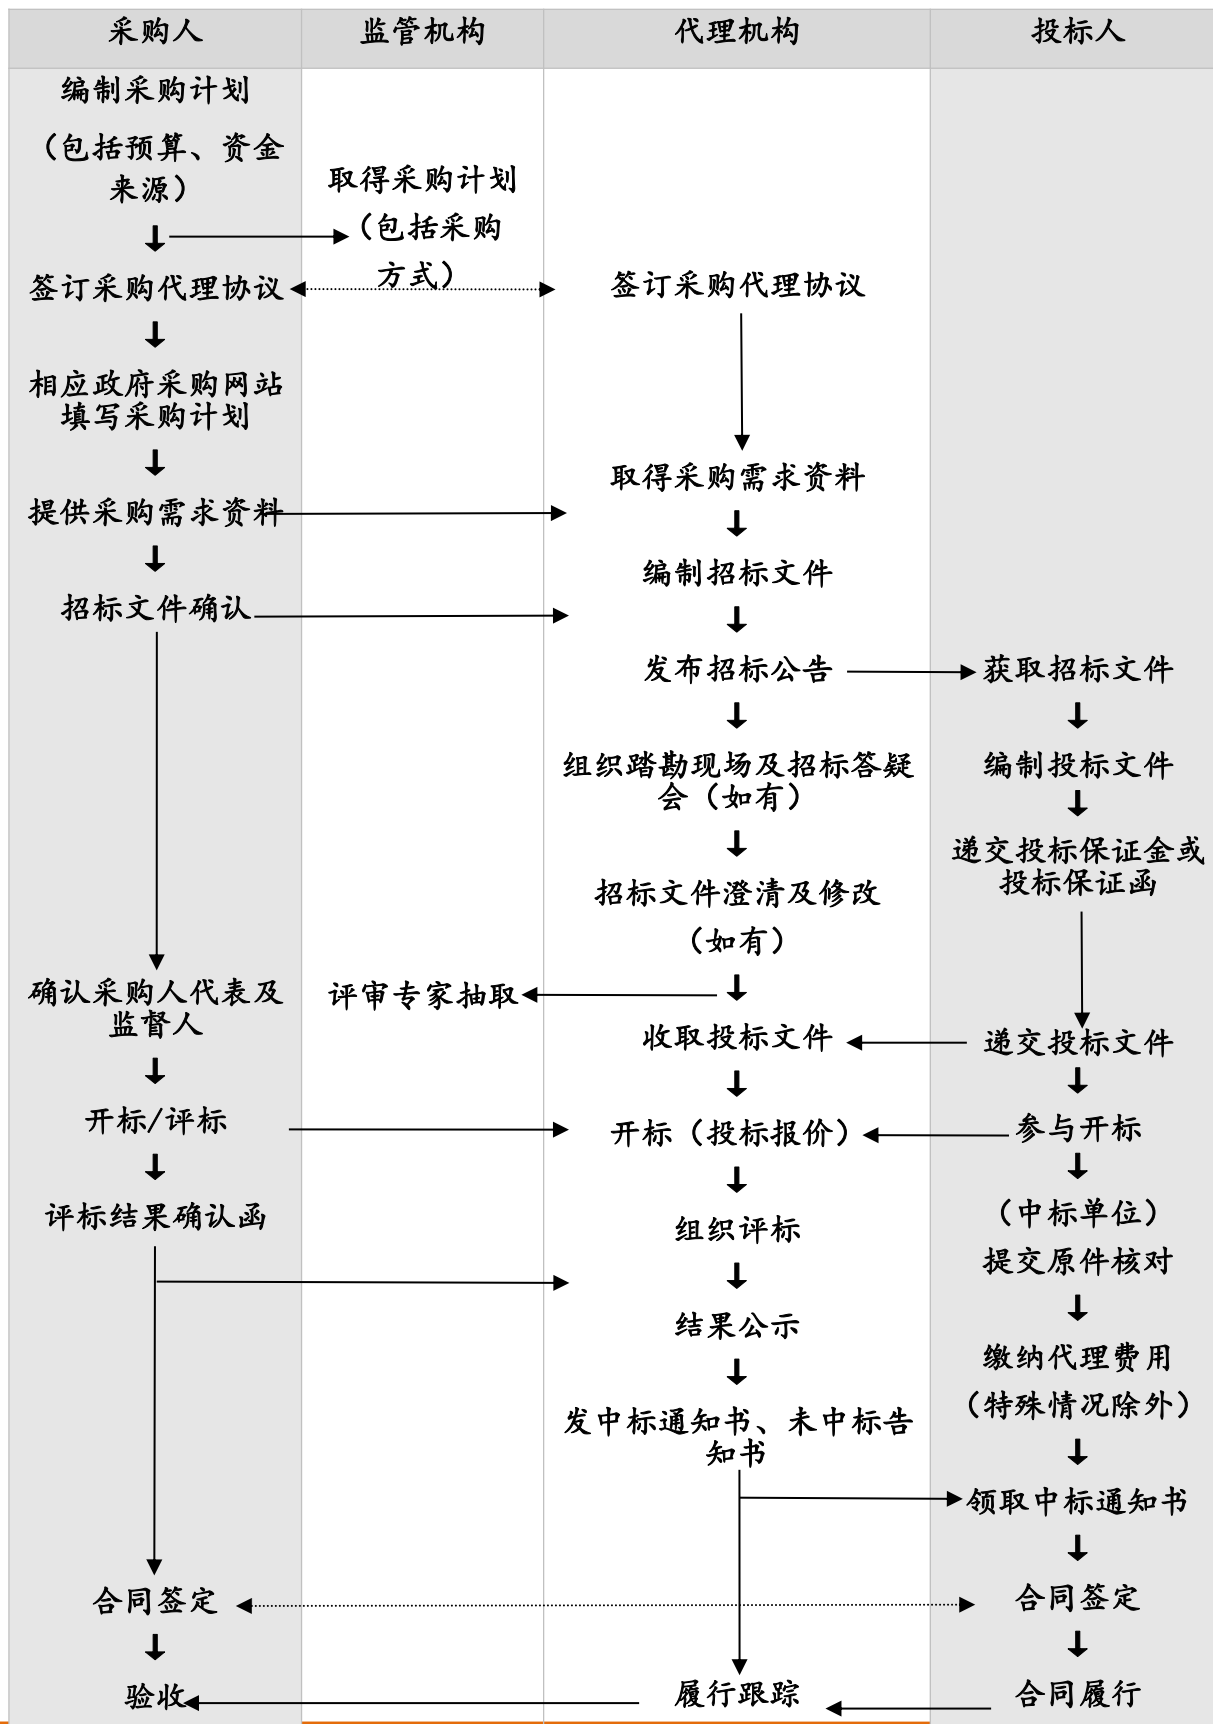 采购人
监管机构
代理机构
投标人
编制采购计划
（包括预算、资金
来源）
签订采购代理协议
相应政府采购网站
填写采购计划
提供采购需求资料
招标文件确认
确认采购人代表及
监督人
开标/评标
评标结果确认函
合同签定
验收
取得采购计划
（包括采购
方式）
评审专家抽取
签订采购代理协议
取得采购需求资料
编制招标文件
发布招标公告
组织踏勘现场及招标答疑
会（如有）
招标文件澄清及修改
（如有）
收取投标文件
开标（投标报价）
组织评标
结果公示
发中标通知书、未中标告
知书
履行跟踪
获取招标文件
编制投标文件
递交投标保证金或
投标保证函
递交投标文件
参与开标
（中标单位）
提交原件核对
缴纳代理费用
（特殊情况除外）
领取中标通知书
合同签定
合同履行